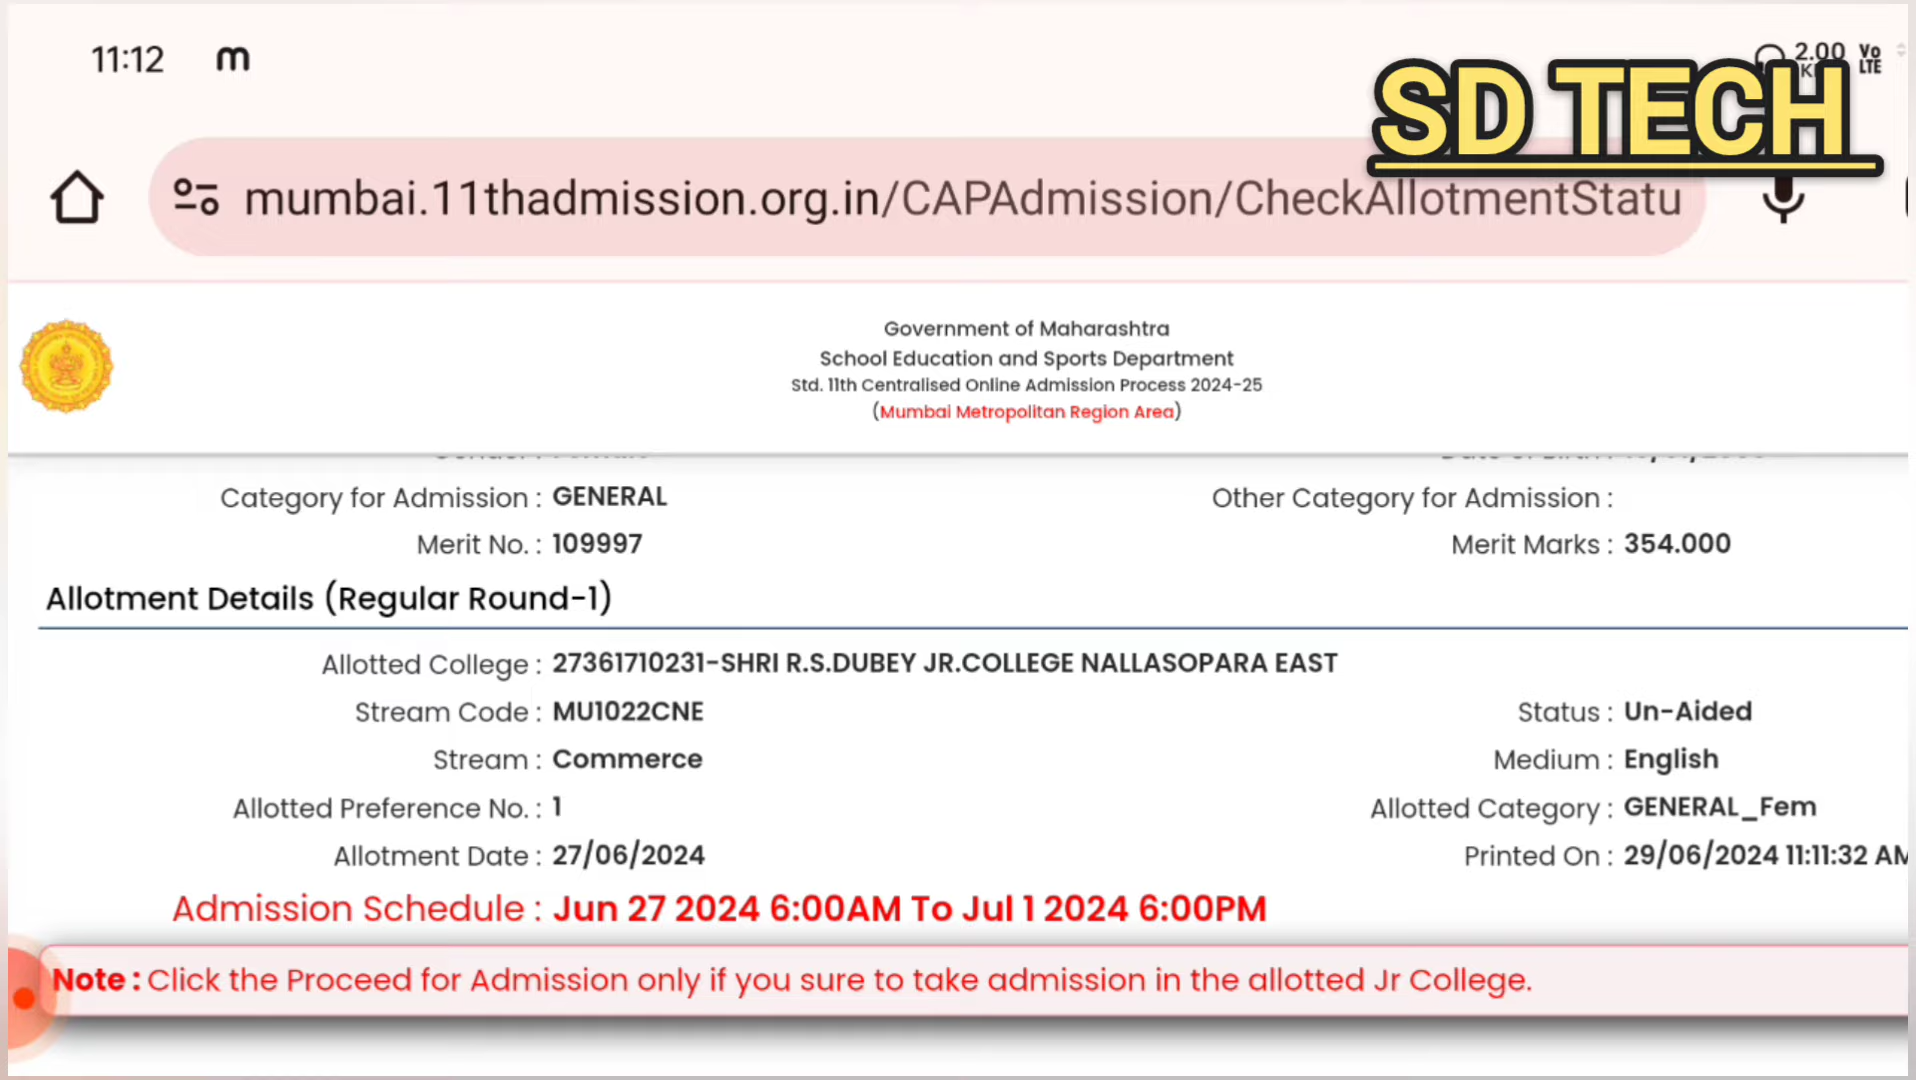 11:12 m
2.00 Vo LTE
SD TECH
mumbai.11thadmission.org.in/CAPAdmission/CheckAllotmentStatu
Government of Maharashtra
School Education and Sports Department
Std. 11th Centralised Online Admission Process 2024-25
(Mumbai Metropolitan Region Area)
Category for Admission : GENERAL Other Category for Admission :
Merit No. : 109997 Merit Marks : 354.000
Allotment Details (Regular Round-1)
Allotted College : 27361710231-SHRI R.S.DUBEY JR.COLLEGE NALLASOPARA EAST
Stream Code : MU1022CNE Status : Un-Aided
Stream : Commerce Medium : English
Allotted Preference No. : 1 Allotted Category : GENERAL_Fem
Allotment Date : 27/06/2024 Printed On : 29/06/2024 11:11:32 AM
Admission Schedule : Jun 27 2024 6:00AM To Jul 1 2024 6:00PM
Note : Click the Proceed for Admission only if you sure to take admission in the allotted Jr College.